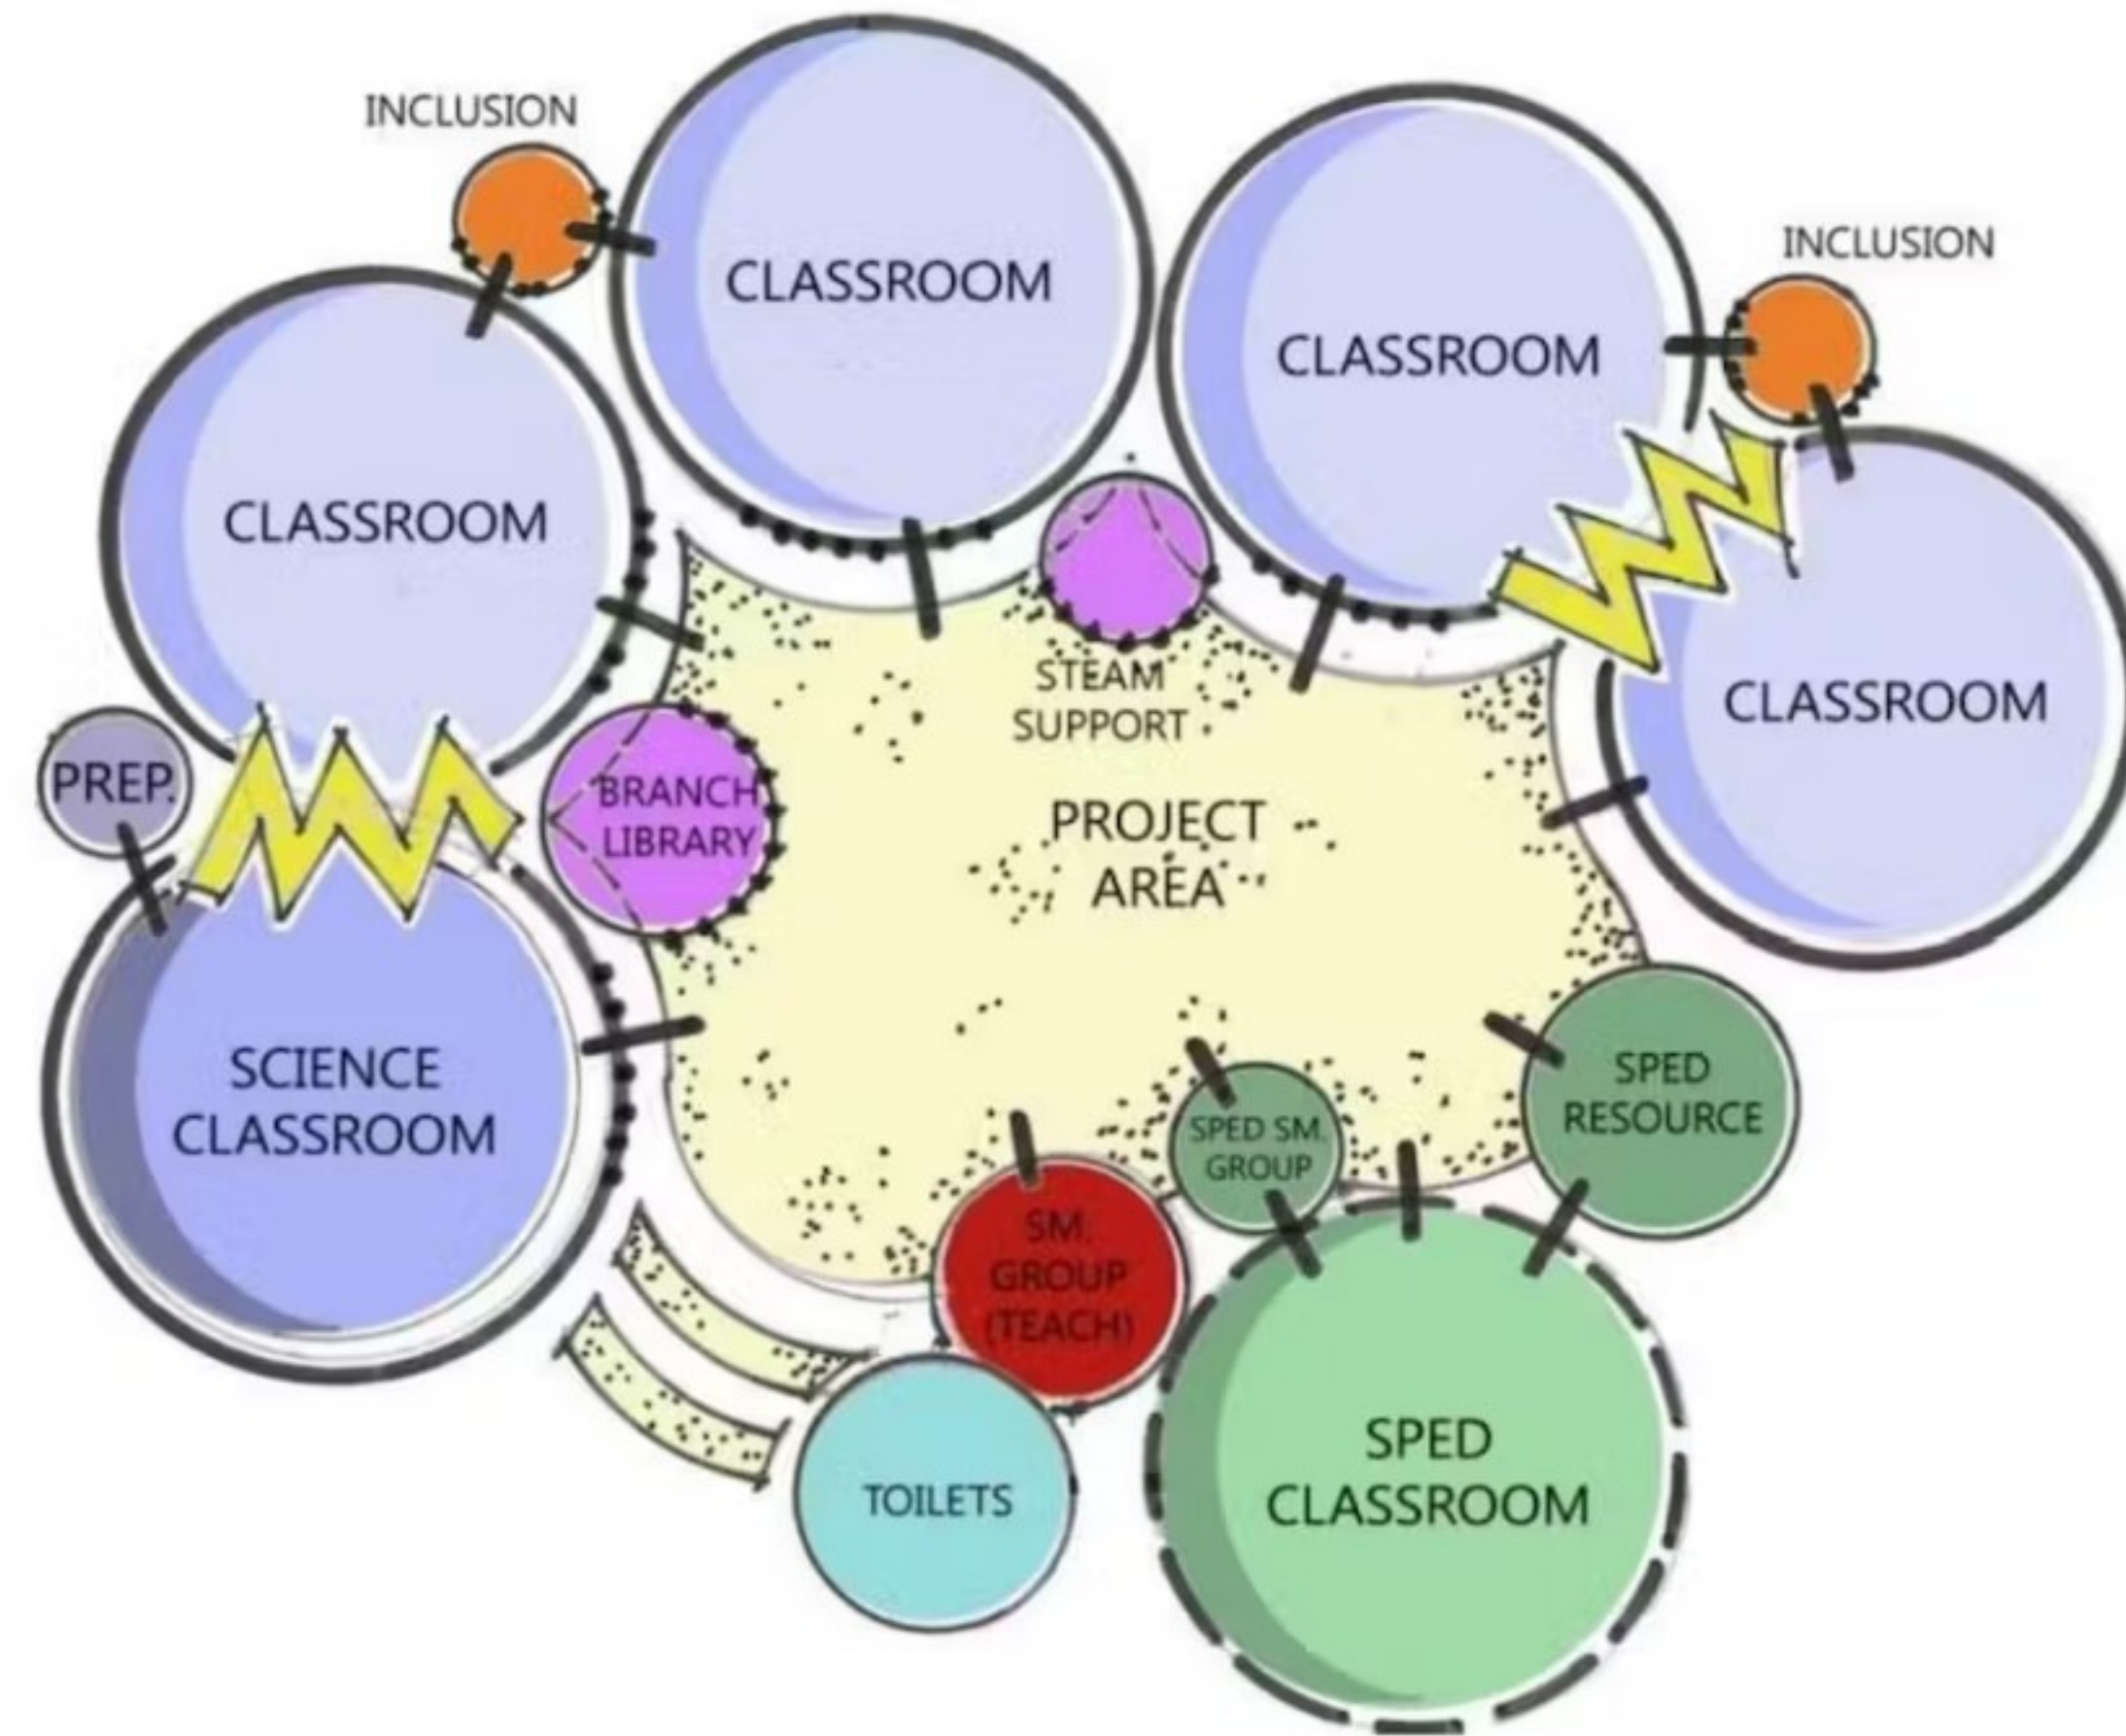 INCLUSION
CLASSROOM
INCLUSION
CLASSROOM
CLASSROOM
CLASSROOM
STEAM
SUPPORT
PREP.
BRANCH
LIBRARY
PROJECT
AREA
CLASSROOM
SCIENCE
CLASSROOM
SPED SM.
GROUP
SPED
RESOURCE
SM.
GROUP
(TEACH)
TOILETS
SPED
CLASSROOM